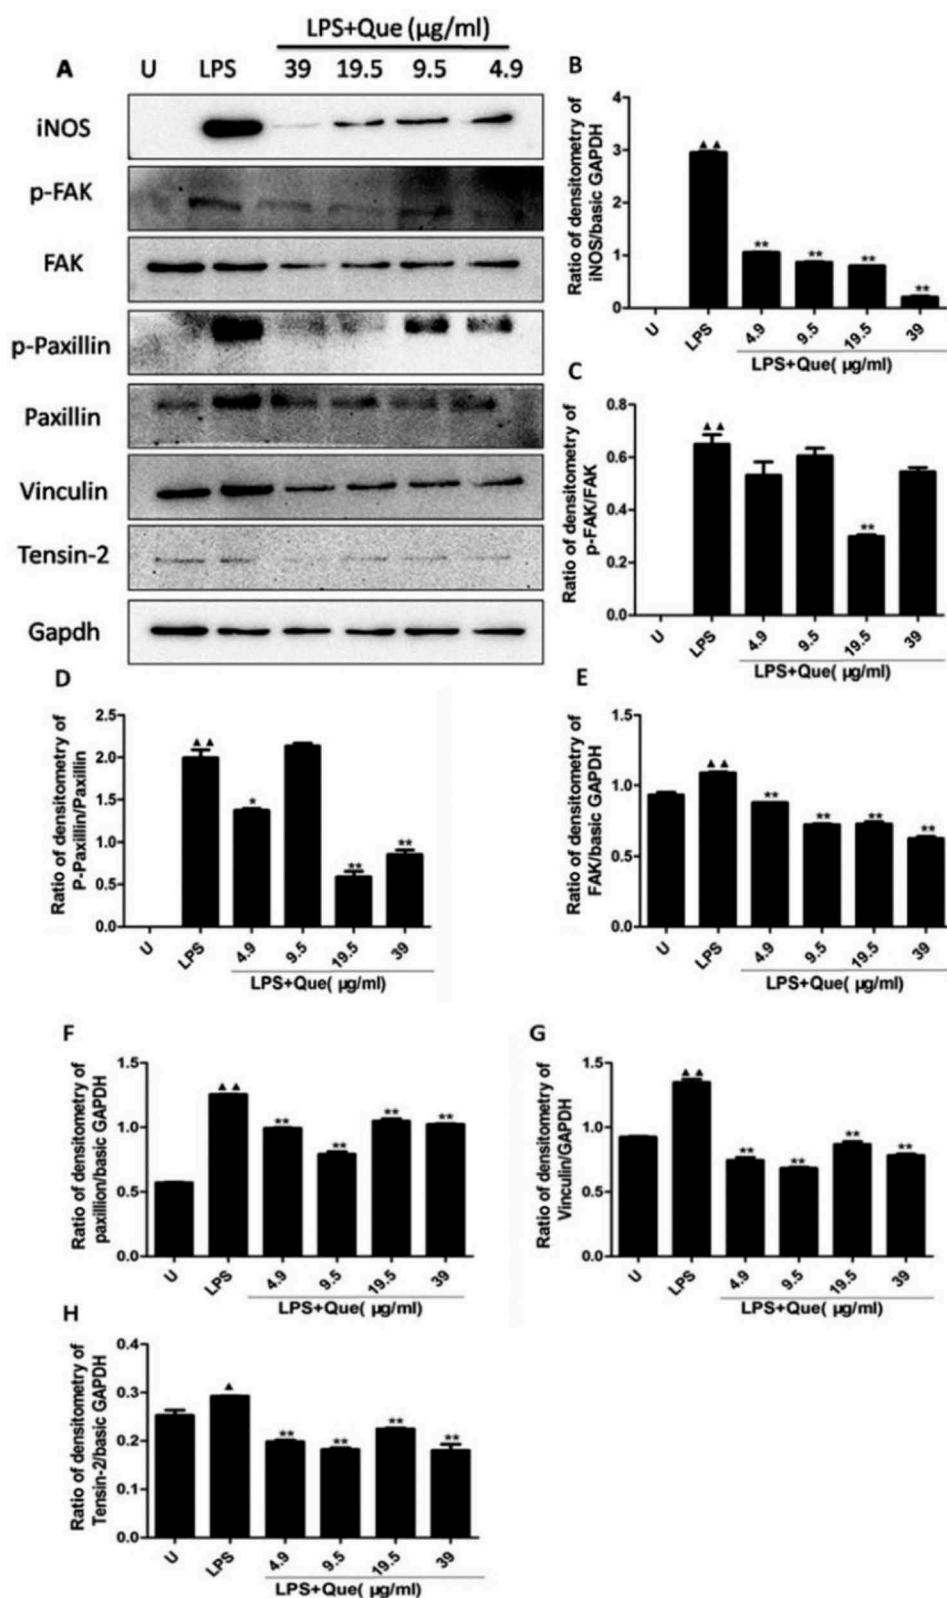 LPS+Que (µg/ml)
A U LPS 39 19.5 9.5 4.9
iNOS
p-FAK
FAK
p-Paxillin
Paxillin
Vinculin
Tensin-2
Gapdh
B
Ratio of densitometry of
iNOS/basic GAPDH
4
3
2
1
0
▲▲
**
**
**
**
U LPS 4.9 9.5 19.5 39
LPS+Que( µg/ml)
C
Ratio of densitometry of
p-FAK/FAK
0.8
0.6
0.4
0.2
0.0
▲▲
**
U LPS 4.9 9.5 19.5 39
LPS+Que( µg/ml)
D
Ratio of densitometry of
P-Paxillin/Paxillin
2.5
2.0
1.5
1.0
0.5
0.0
▲▲
*
**
**
U LPS 4.9 9.5 19.5 39
LPS+Que( µg/ml)
E
Ratio of densitometry of
FAK/basic GAPDH
1.5
1.0
0.5
0.0
▲▲
**
**
**
**
U LPS 4.9 9.5 19.5 39
LPS+Que( µg/ml)
F
Ratio of densitometry of
paxillion/basic GAPDH
1.5
1.0
0.5
0.0
▲▲
**
**
**
**
U LPS 4.9 9.5 19.5 39
LPS+Que( µg/ml)
G
Ratio of densitometry of
Vinculin/GAPDH
1.5
1.0
0.5
0.0
▲▲
**
**
**
**
U LPS 4.9 9.5 19.5 39
LPS+Que( µg/ml)
H
Ratio of densitometry of
Tensin-2/basic GAPDH
0.4
0.3
0.2
0.1
0.0
▲
**
**
**
**
U LPS 4.9 9.5 19.5 39
LPS+Que( µg/ml)